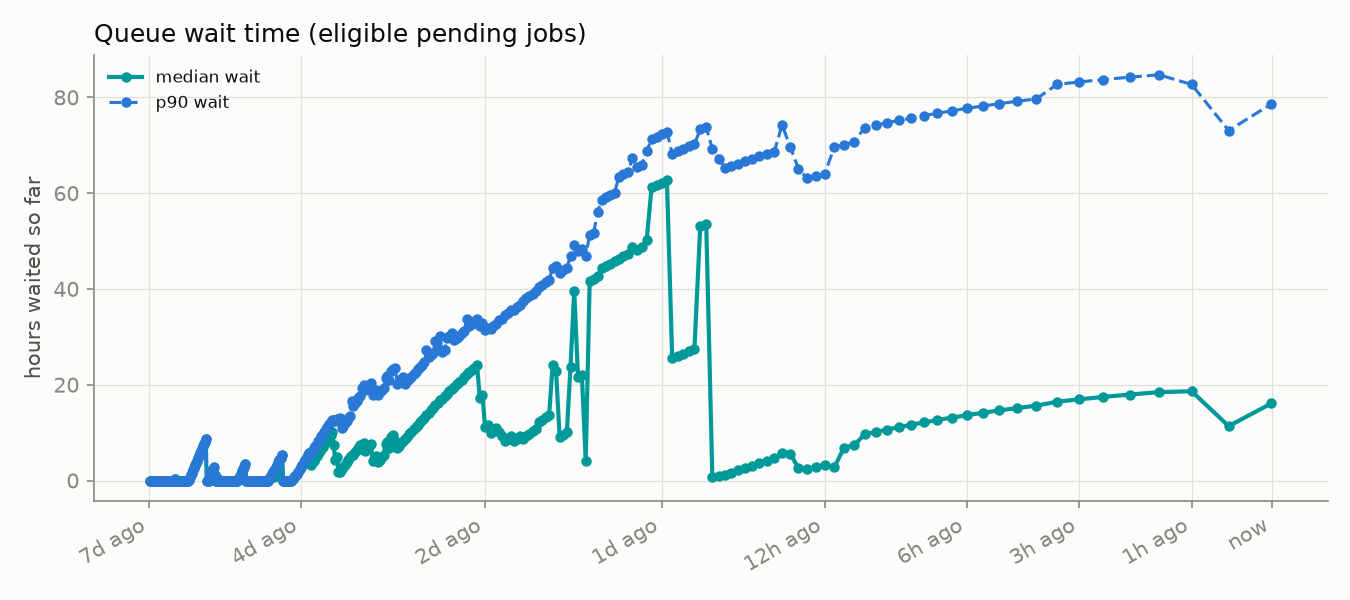 Queue wait time (eligible pending jobs)
median wait
p90 wait
hours waited so far
80
60
40
20
0
7d ago
4d ago
2d ago
1d ago
12h ago
6h ago
3h ago
1h ago
now